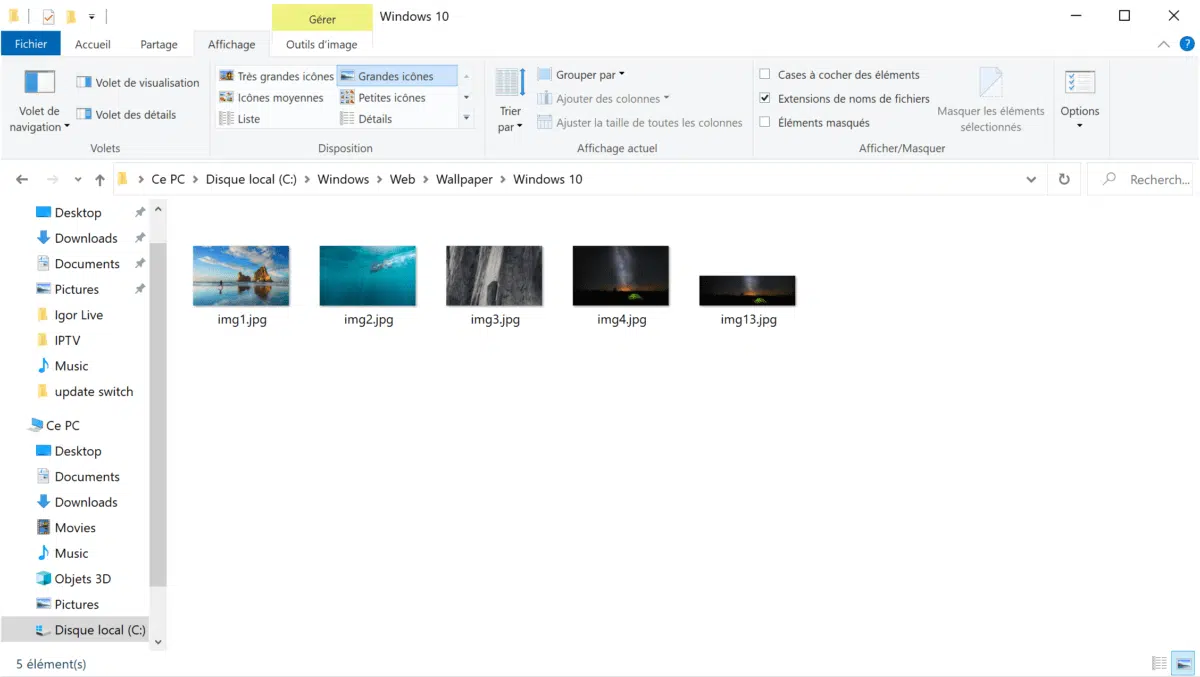 Gérer
Windows 10
Fichier
Accueil
Partage
Affichage
Outils d'image
?
Volet de
navigation
Volet de visualisation
Volet des détails
Volets
Très grandes icônes
Grandes icônes
Icônes moyennes
Petites icônes
Liste
Détails
Disposition
Trier
par
Grouper par
Ajouter des colonnes
Ajuster la taille de toutes les colonnes
Affichage actuel
Cases à cocher des éléments
Extensions de noms de fichiers
Éléments masqués
Masquer les éléments
sélectionnés
Afficher/Masquer
Options
Ce PC > Disque local (C:) > Windows > Web > Wallpaper > Windows 10
Recherch...
Desktop
Downloads
Documents
Pictures
Igor Live
IPTV
Music
update switch
Ce PC
Desktop
Documents
Downloads
Movies
Music
Objets 3D
Pictures
Disque local (C:)
img1.jpg
img2.jpg
img3.jpg
img4.jpg
img13.jpg
5 élément(s)